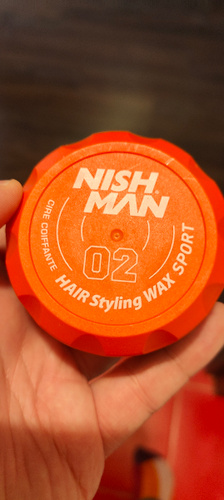 NISH
MAN
02
CIRE COIFFANTE
HAIR Styling WAX SPORT